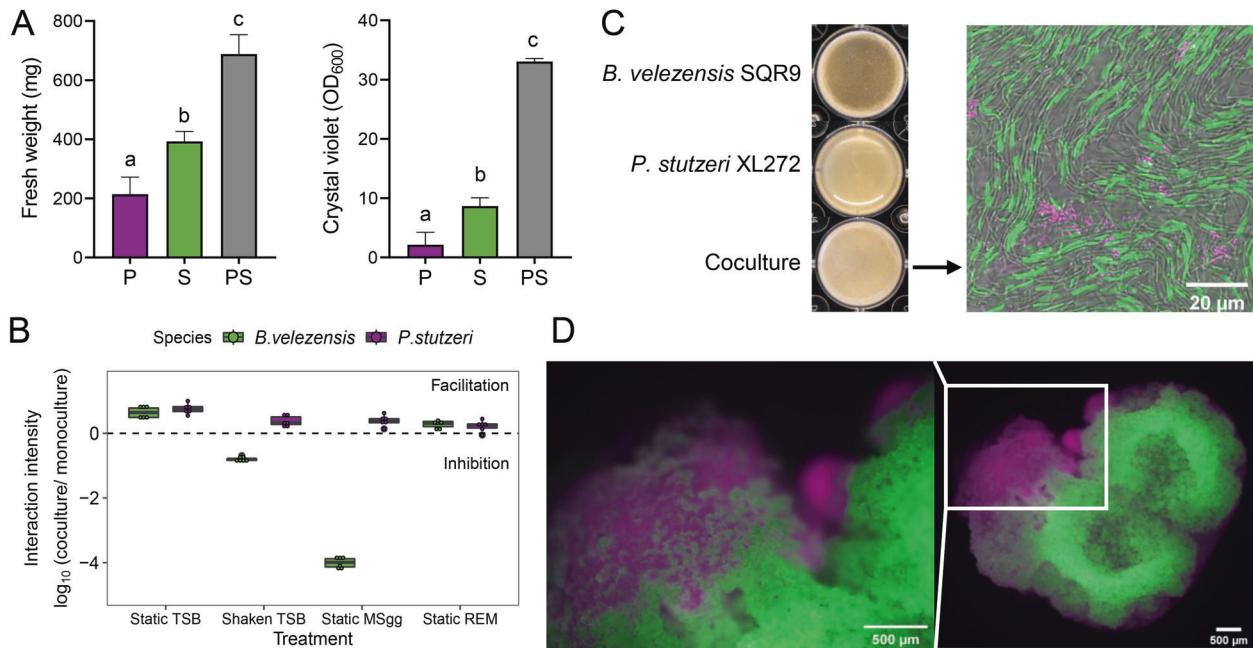 A
Fresh weight (mg)
800
600
400
200
0
a
b
c
P
S
PS
Crystal violet (OD600)
40
30
20
10
0
a
b
c
P
S
PS
B
Species B.velezensis P.stutzeri
Interaction intensity
log10 (coculture/ monoculture)
0
−2
−4
Facilitation
Inhibition
Static TSB
Shaken TSB
Static MSgg
Static REM
Treatment
C
B. velezensis SQR9
P. stutzeri XL272
Coculture
20 µm
D
500 µm
500 µm